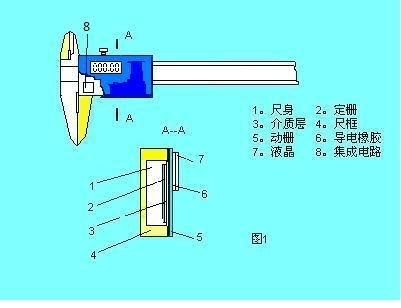 8
A
000.00
A
A--A
1。尺身 2。定栅
3。介质层 4。尺框
5。动栅 6。导电橡胶
7。液晶 8。集成电路
7
1
6
2
3
4
5
图1